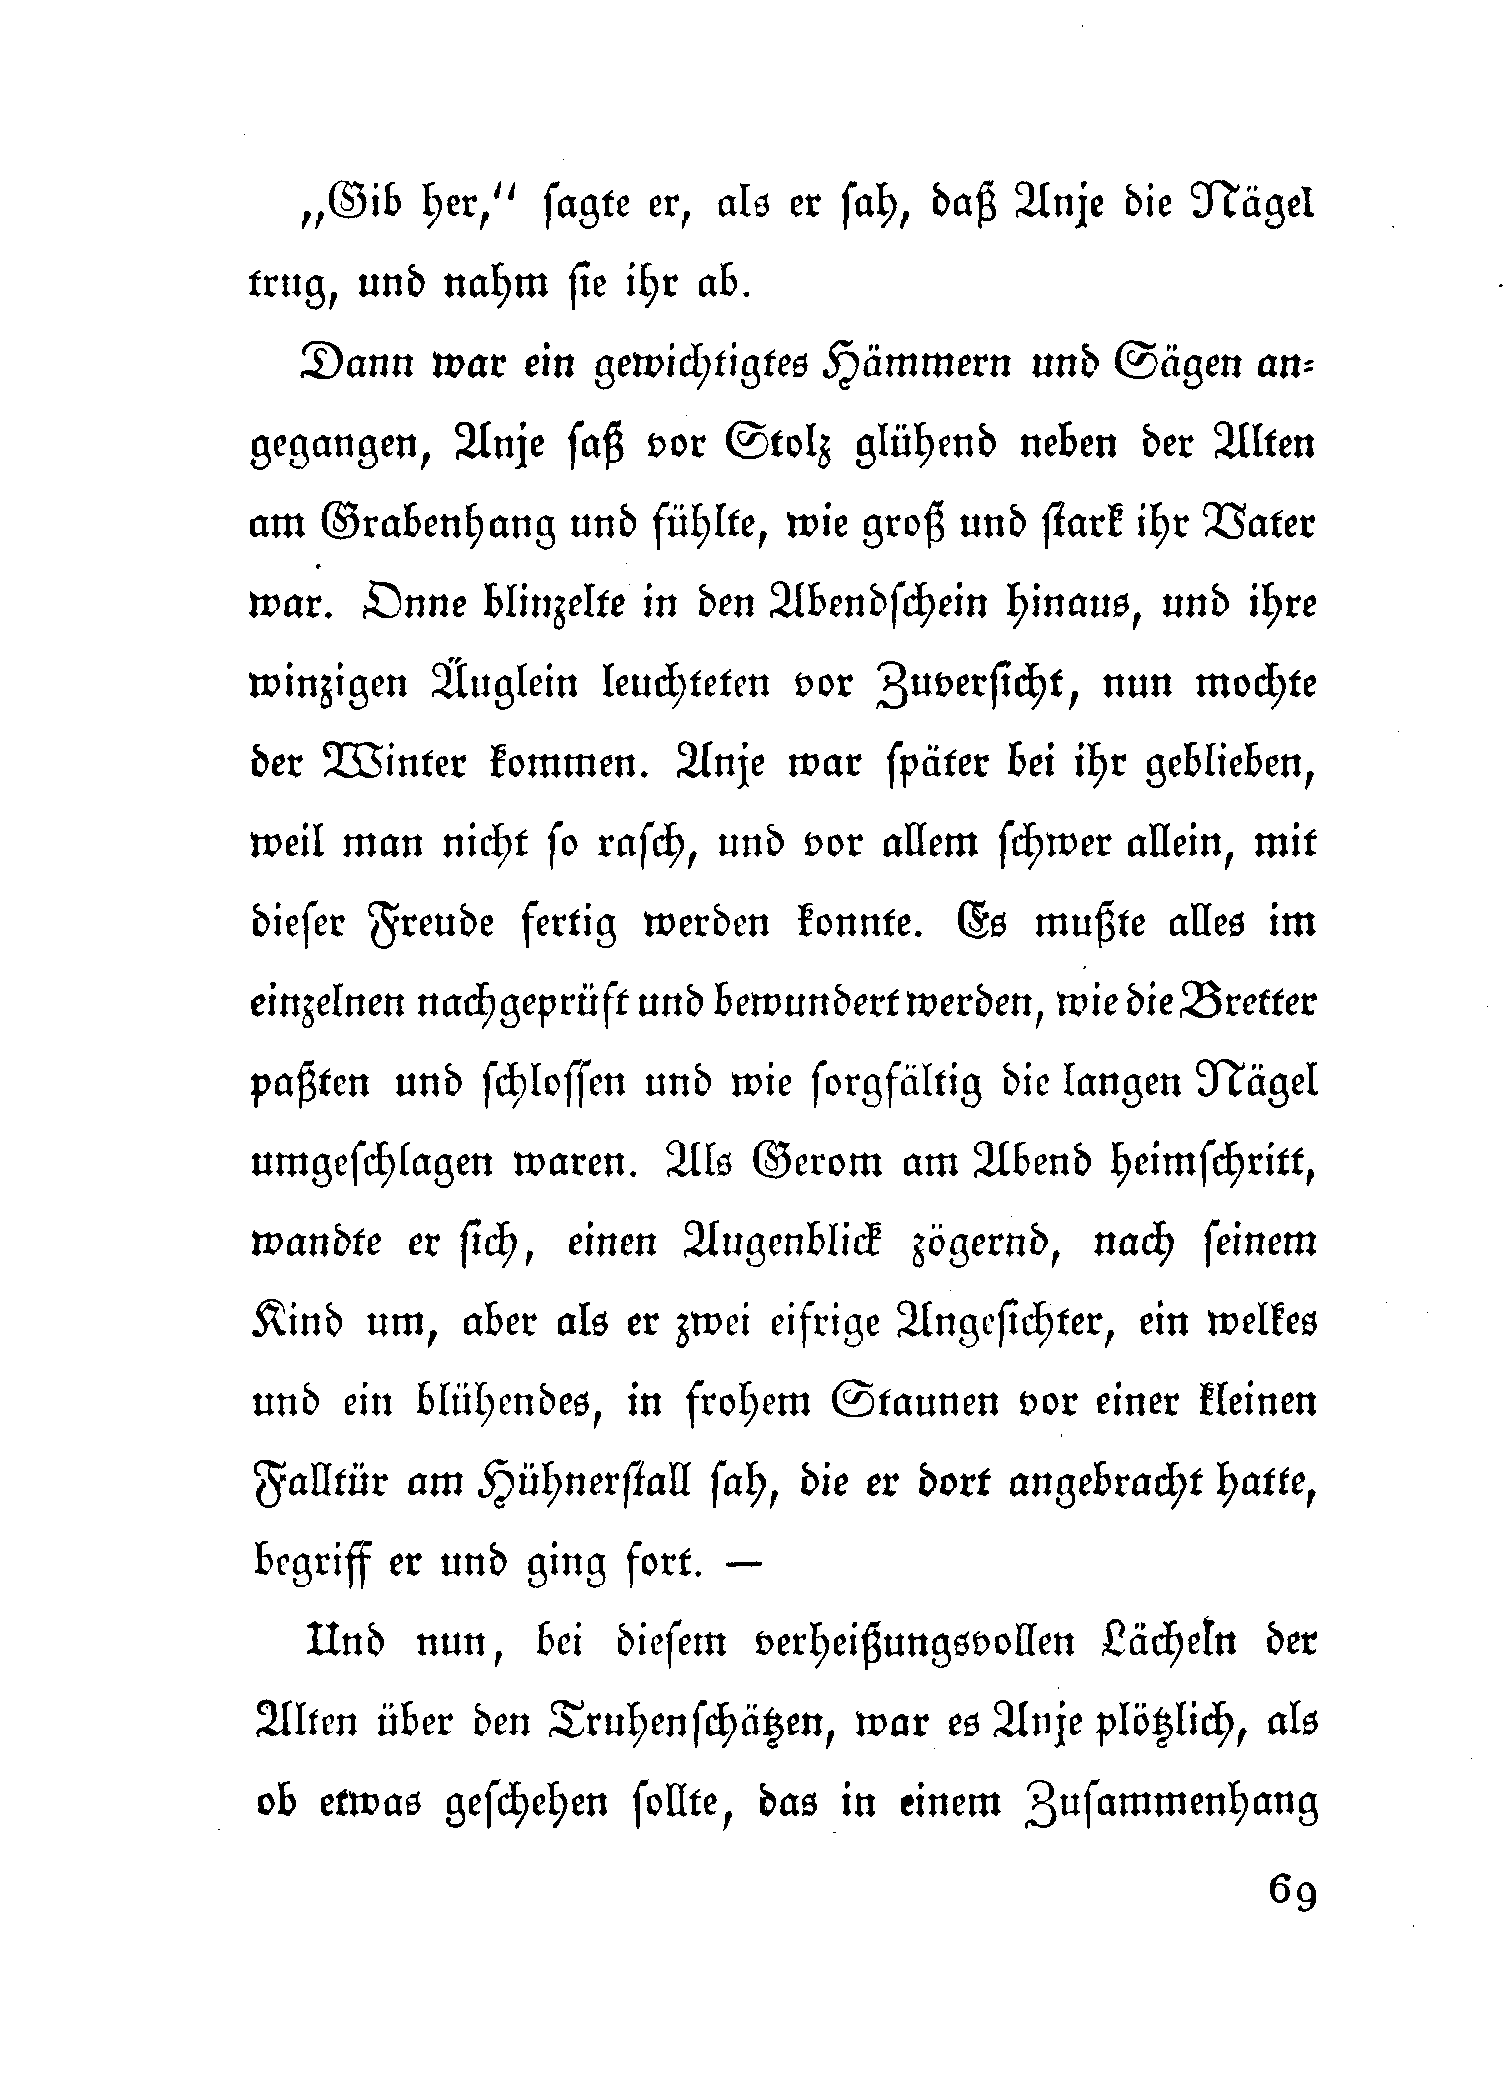 „Gib her,“ sagte er, als er sah, daß Anje die Nägel
trug, und nahm sie ihr ab.
Dann war ein gewichtigtes Hämmern und Sägen an-
gegangen, Anje saß vor Stolz glühend neben der Alten
am Grabenhang und fühlte, wie groß und stark ihr Vater
war. Onne blinzelte in den Abendschein hinaus, und ihre
winzigen Äuglein leuchteten vor Zuversicht, nun mochte
der Winter kommen. Anje war später bei ihr geblieben,
weil man nicht so rasch, und vor allem schwer allein, mit
dieser Freude fertig werden konnte. Es mußte alles im
einzelnen nachgeprüft und bewundert werden, wie die Bretter
paßten und schlossen und wie sorgfältig die langen Nägel
umgeschlagen waren. Als Gerom am Abend heimschritt,
wandte er sich, einen Augenblick zögernd, nach seinem
Kind um, aber als er zwei eifrige Angesichter, ein welkes
und ein blühendes, in frohem Staunen vor einer kleinen
Falltür am Hühnerstall sah, die er dort angebracht hatte,
begriff er und ging fort. —
Und nun, bei diesem verheißungsvollen Lächeln der
Alten über den Truhenschätzen, war es Anje plötzlich, als
ob etwas geschehen sollte, das in einem Zusammenhang
69